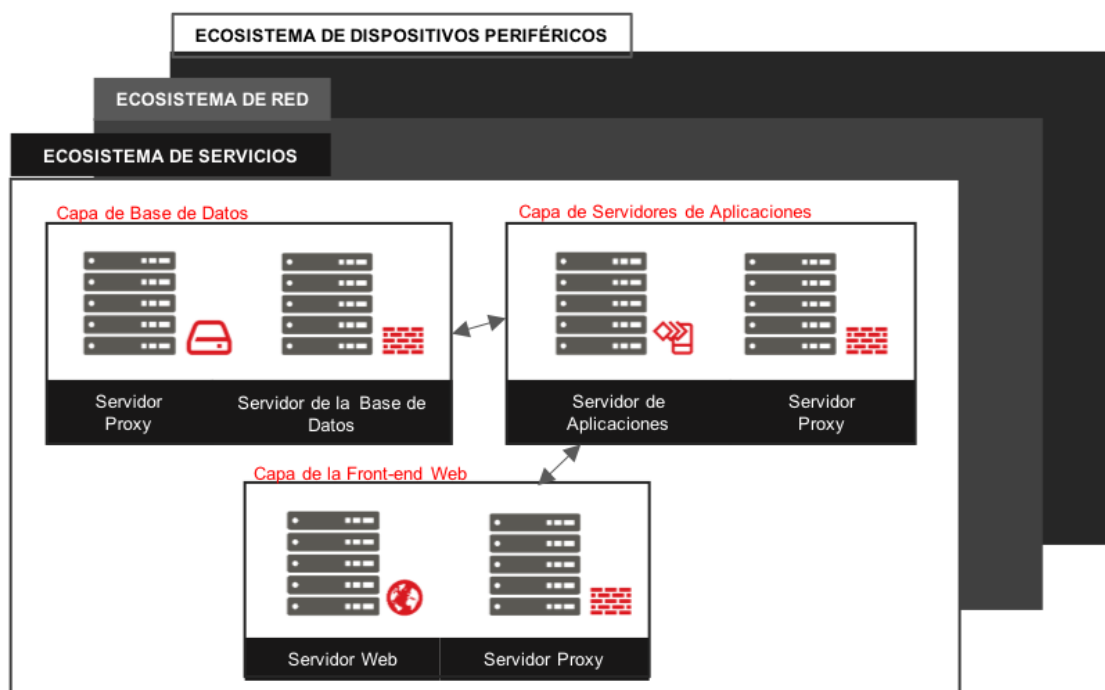 ECOSISTEMA DE DISPOSITIVOS PERIFÉRICOS
ECOSISTEMA DE RED
ECOSISTEMA DE SERVICIOS
Capa de Base de Datos
Servidor
Proxy
Servidor de la Base de
Datos
Capa de Servidores de Aplicaciones
Servidor de
Aplicaciones
Servidor
Proxy
Capa de la Front-end Web
Servidor Web
Servidor Proxy